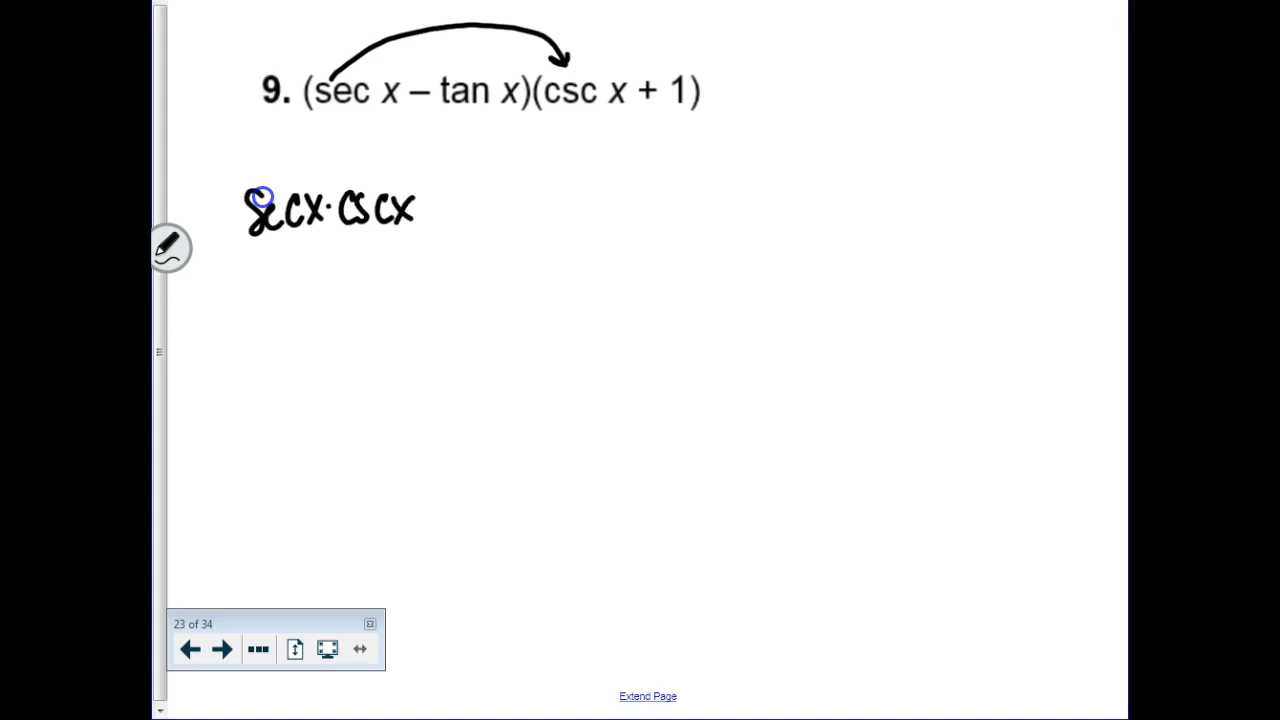 9. (sec x – tan x)(csc x + 1)
secx·cscx
23 of 34
Extend Page